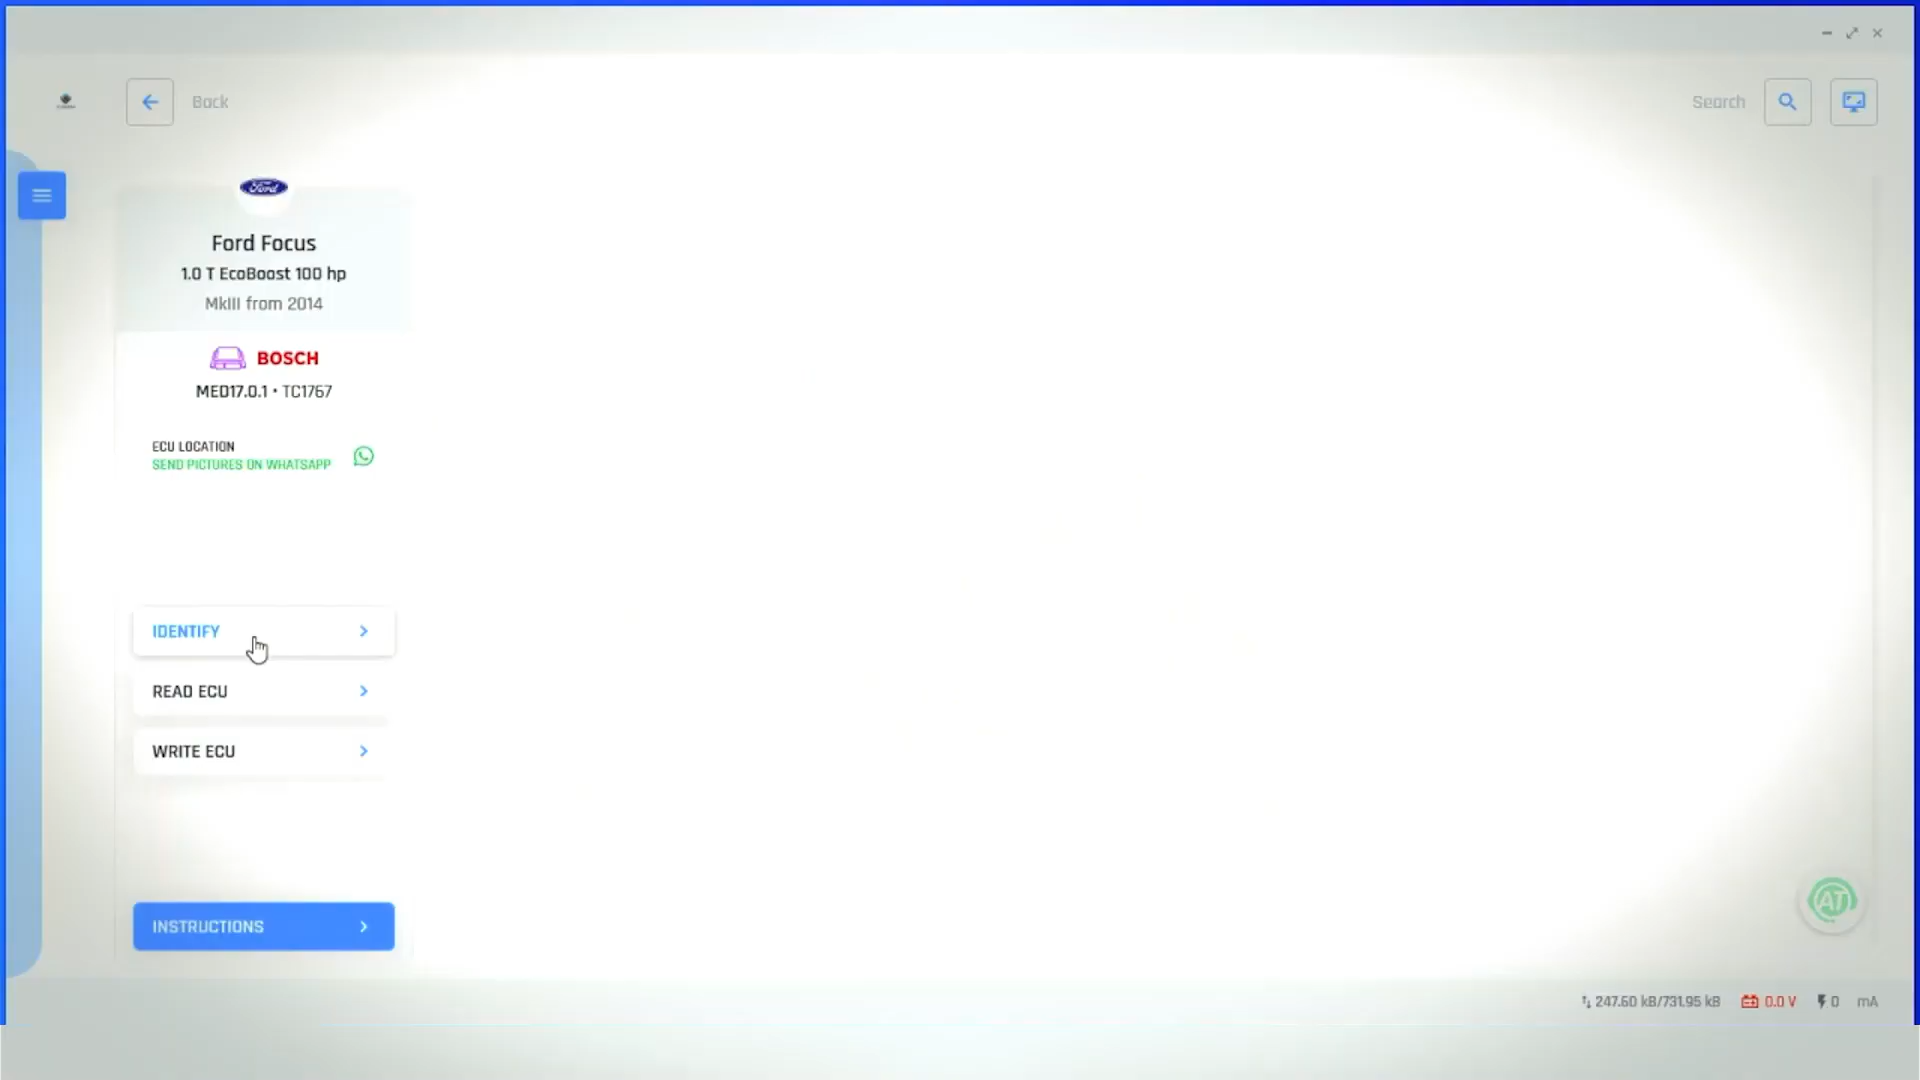 Back
Search
Ford
Ford Focus
1.0 T EcoBoost 100 hp
MkIII from 2014
BOSCH
MED17.0.1 • TC1767
ECU LOCATION
SEND PICTURES ON WHATSAPP
IDENTIFY
READ ECU
WRITE ECU
INSTRUCTIONS
AT
247.60 kB/731.95 kB 0.0 V 0 mA